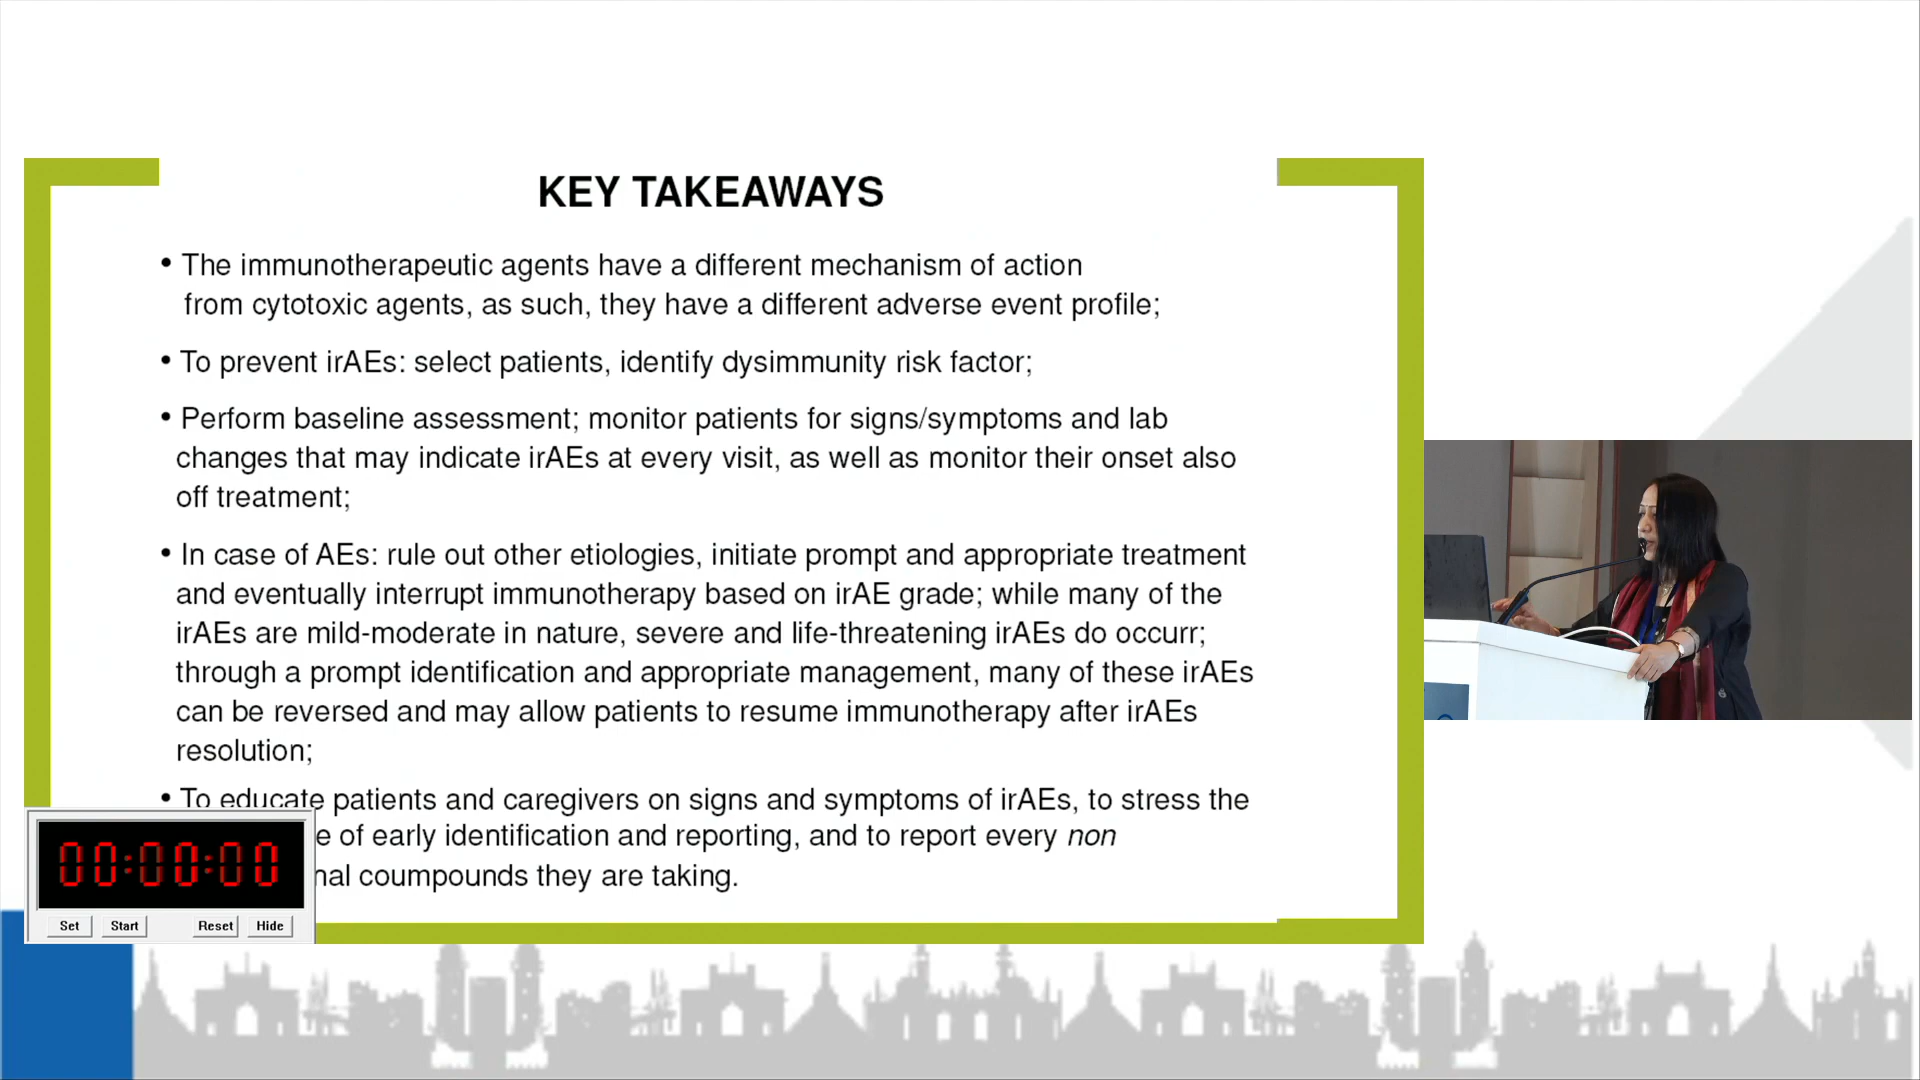 KEY TAKEAWAYS
• The immunotherapeutic agents have a different mechanism of action
from cytotoxic agents, as such, they have a different adverse event profile;
• To prevent irAEs: select patients, identify dysimmunity risk factor;
• Perform baseline assessment; monitor patients for signs/symptoms and lab
changes that may indicate irAEs at every visit, as well as monitor their onset also
off treatment;
• In case of AEs: rule out other etiologies, initiate prompt and appropriate treatment
and eventually interrupt immunotherapy based on irAE grade; while many of the
irAEs are mild-moderate in nature, severe and life-threatening irAEs do occurr;
through a prompt identification and appropriate management, many of these irAEs
can be reversed and may allow patients to resume immunotherapy after irAEs
resolution;
• To educate patients and caregivers on signs and symptoms of irAEs, to stress the
e of early identification and reporting, and to report every non
nal coumpounds they are taking.
00:00:00
Set Start Reset Hide